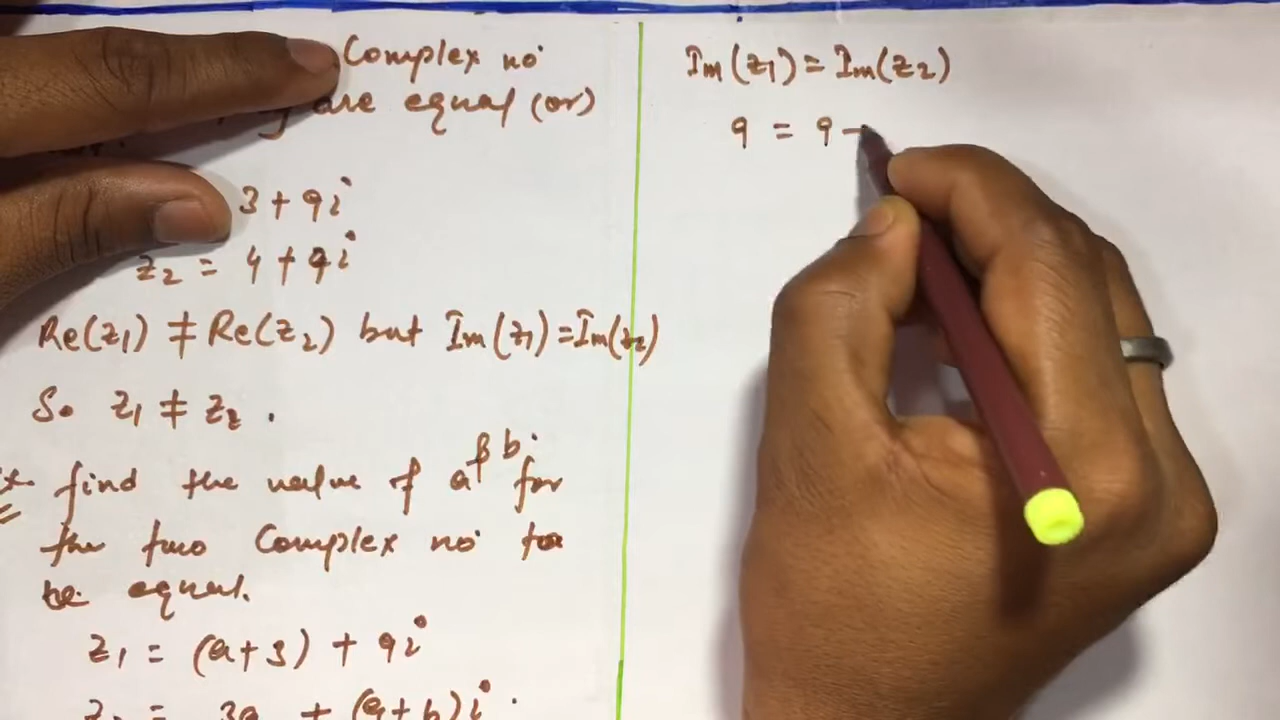 Complex no
are equal (or)
3 + 9i
z₂ = 4 + 9i
Re(z₁) ≠ Re(z₂) but Im(z₁) = Im(z₂)
So z₁ ≠ z₂ .
find the value of a & b for
the two Complex no to
be equal.
z₁ = (a+3) + 9i
3a + (a+b)i .
Im(z₁) = Im(z₂)
9 = 9 -